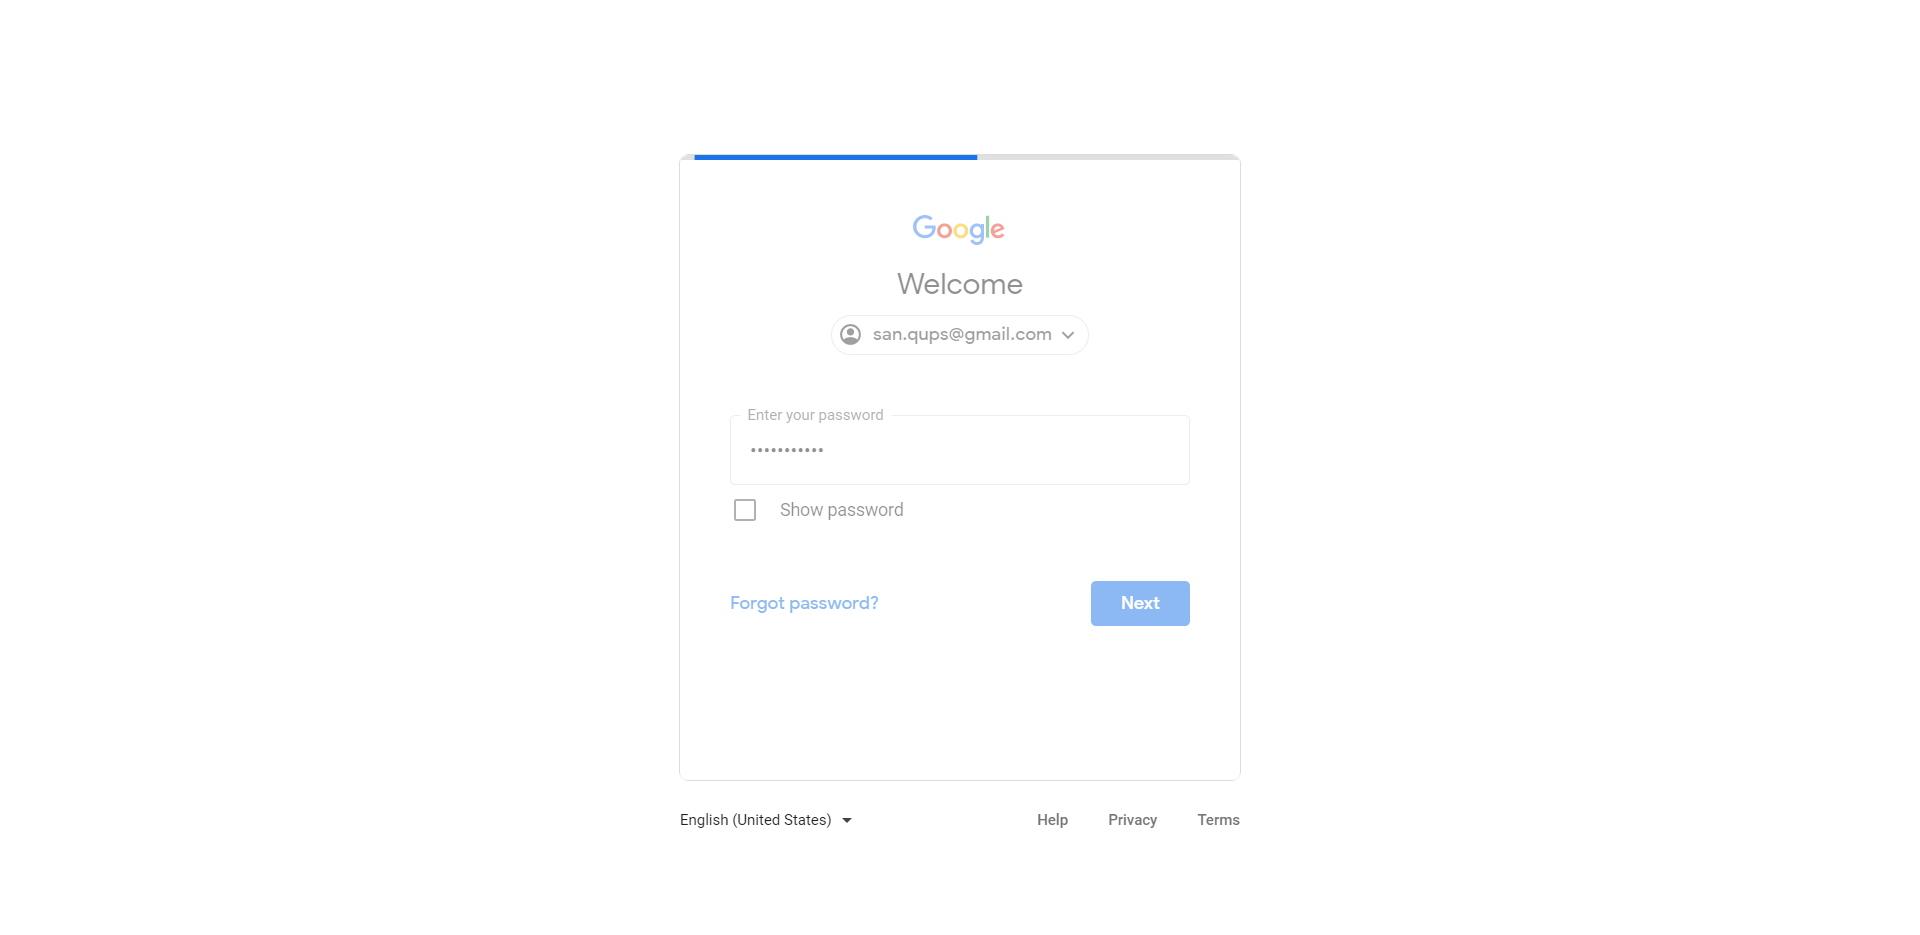 Google
Welcome
san.qups@gmail.com
Enter your password
•••••••••••
Show password
Forgot password?
Next
English (United States)
Help
Privacy
Terms